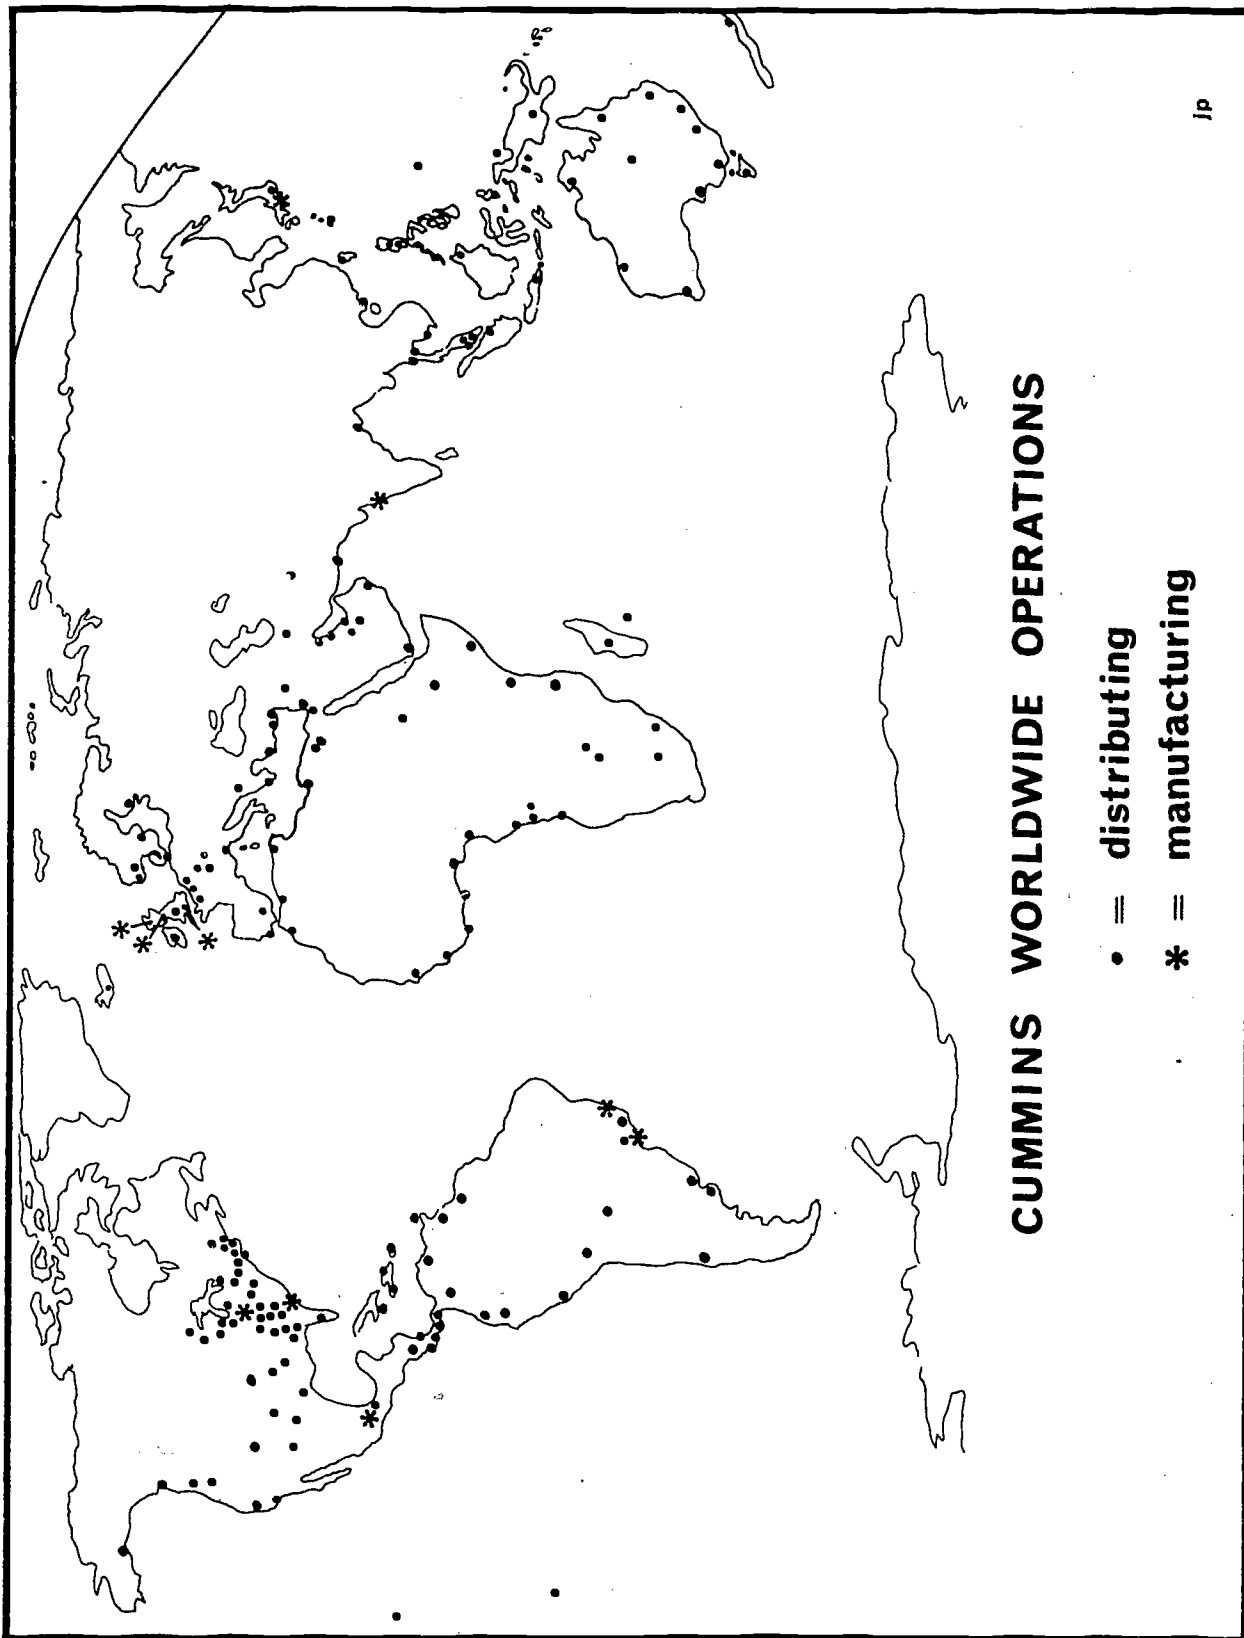 CUMMINS WORLDWIDE OPERATIONS
• = distributing
* = manufacturing
jp